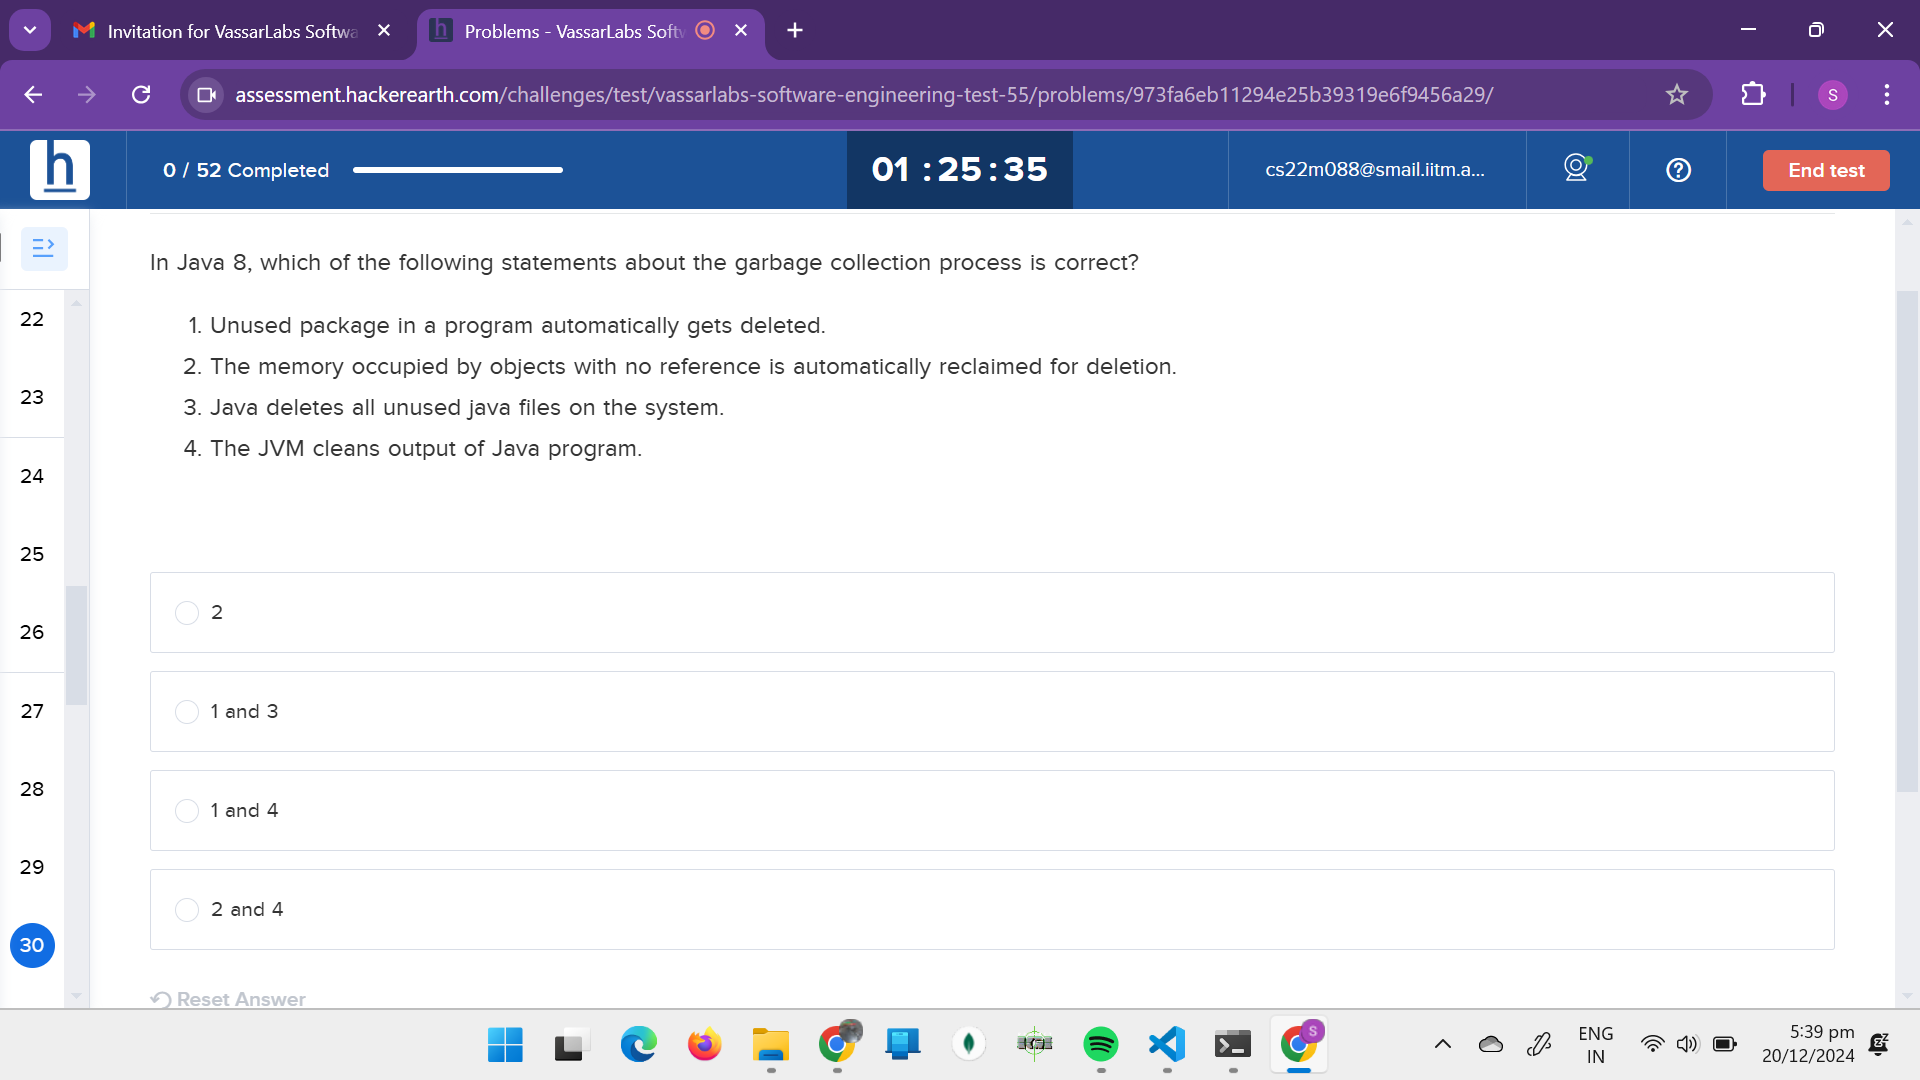 Invitation for VassarLabs Softwa
Problems - VassarLabs Softw
assessment.hackerearth.com/challenges/test/vassarlabs-software-engineering-test-55/problems/973fa6eb11294e25b39319e6f9456a29/
S
h
0 / 52 Completed
01 : 25 : 35
cs22m088@smail.iitm.a...
End test
In Java 8, which of the following statements about the garbage collection process is correct?
1. Unused package in a program automatically gets deleted.
2. The memory occupied by objects with no reference is automatically reclaimed for deletion.
3. Java deletes all unused java files on the system.
4. The JVM cleans output of Java program.
22
23
24
25
26
27
28
29
30
2
1 and 3
1 and 4
2 and 4
Reset Answer
S
ENG
IN
5:39 pm
20/12/2024